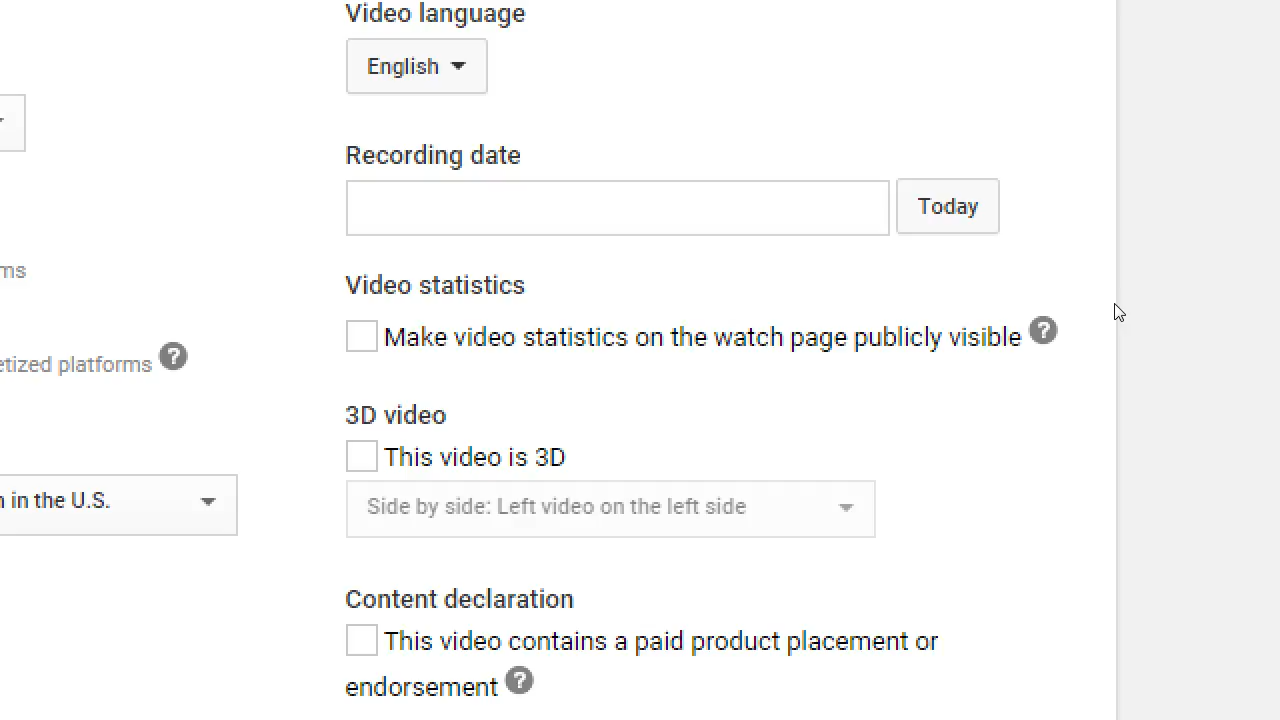 Video language
English
Recording date
Today
ms
Video statistics
Make video statistics on the watch page publicly visible ?
etized platforms ?
3D video
This video is 3D
n in the U.S.
Side by side: Left video on the left side
Content declaration
This video contains a paid product placement or
endorsement ?